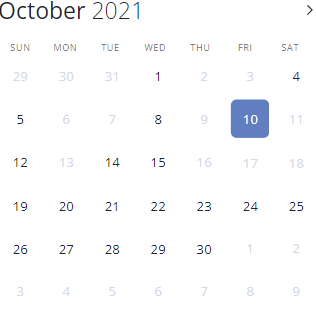 October 2021
SUN MON TUE WED THU FRI SAT
29 30 31 1 2 3 4
5 6 7 8 9 10 11
12 13 14 15 16 17 18
19 20 21 22 23 24 25
26 27 28 29 30 1 2
3 4 5 6 7 8 9